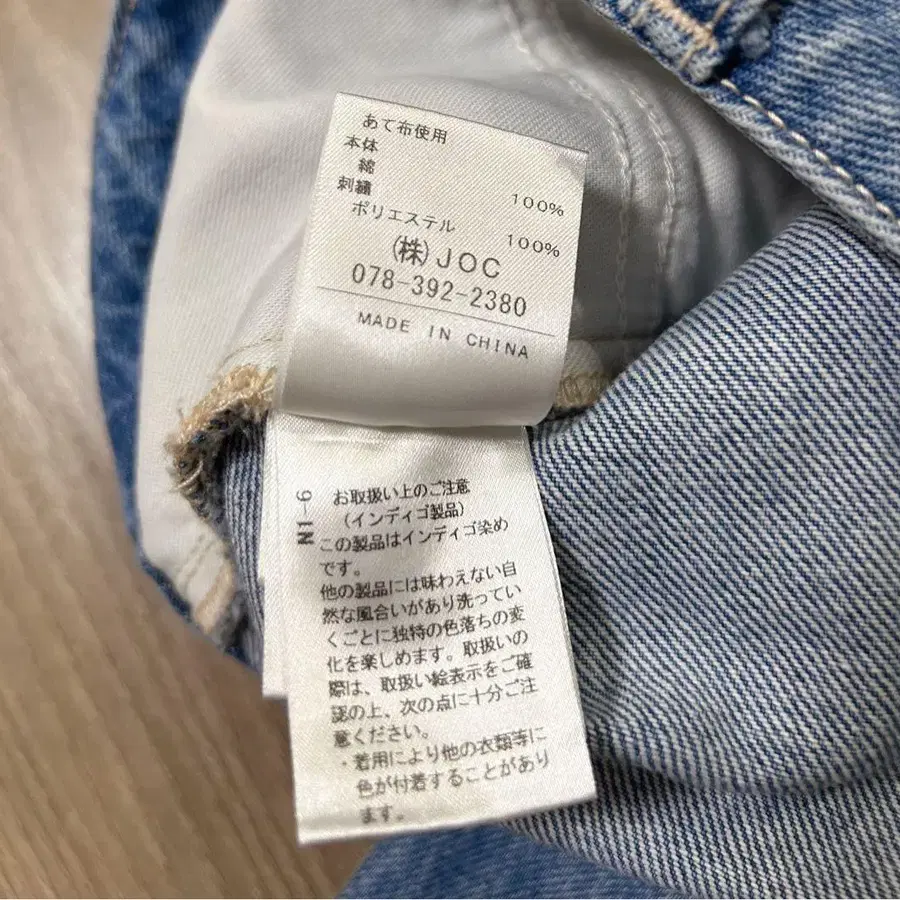 あて布使用
本体
綿 100%
刺繍
ポリエステル 100%
(株)JOC
078-392-2380
MADE IN CHINA
N1-6
お取扱い上のご注意
(インディゴ製品)
この製品はインディゴ染め
です。
他の製品には味わえない自
然な風合いがあり洗ってい
くごとに独特の色落ちの変
化を楽しめます。取扱いの
際は、取扱い絵表示をご確
認の上、次の点に十分ご注
意ください。
・着用により他の衣類等に
色が付着することがあり
ます。